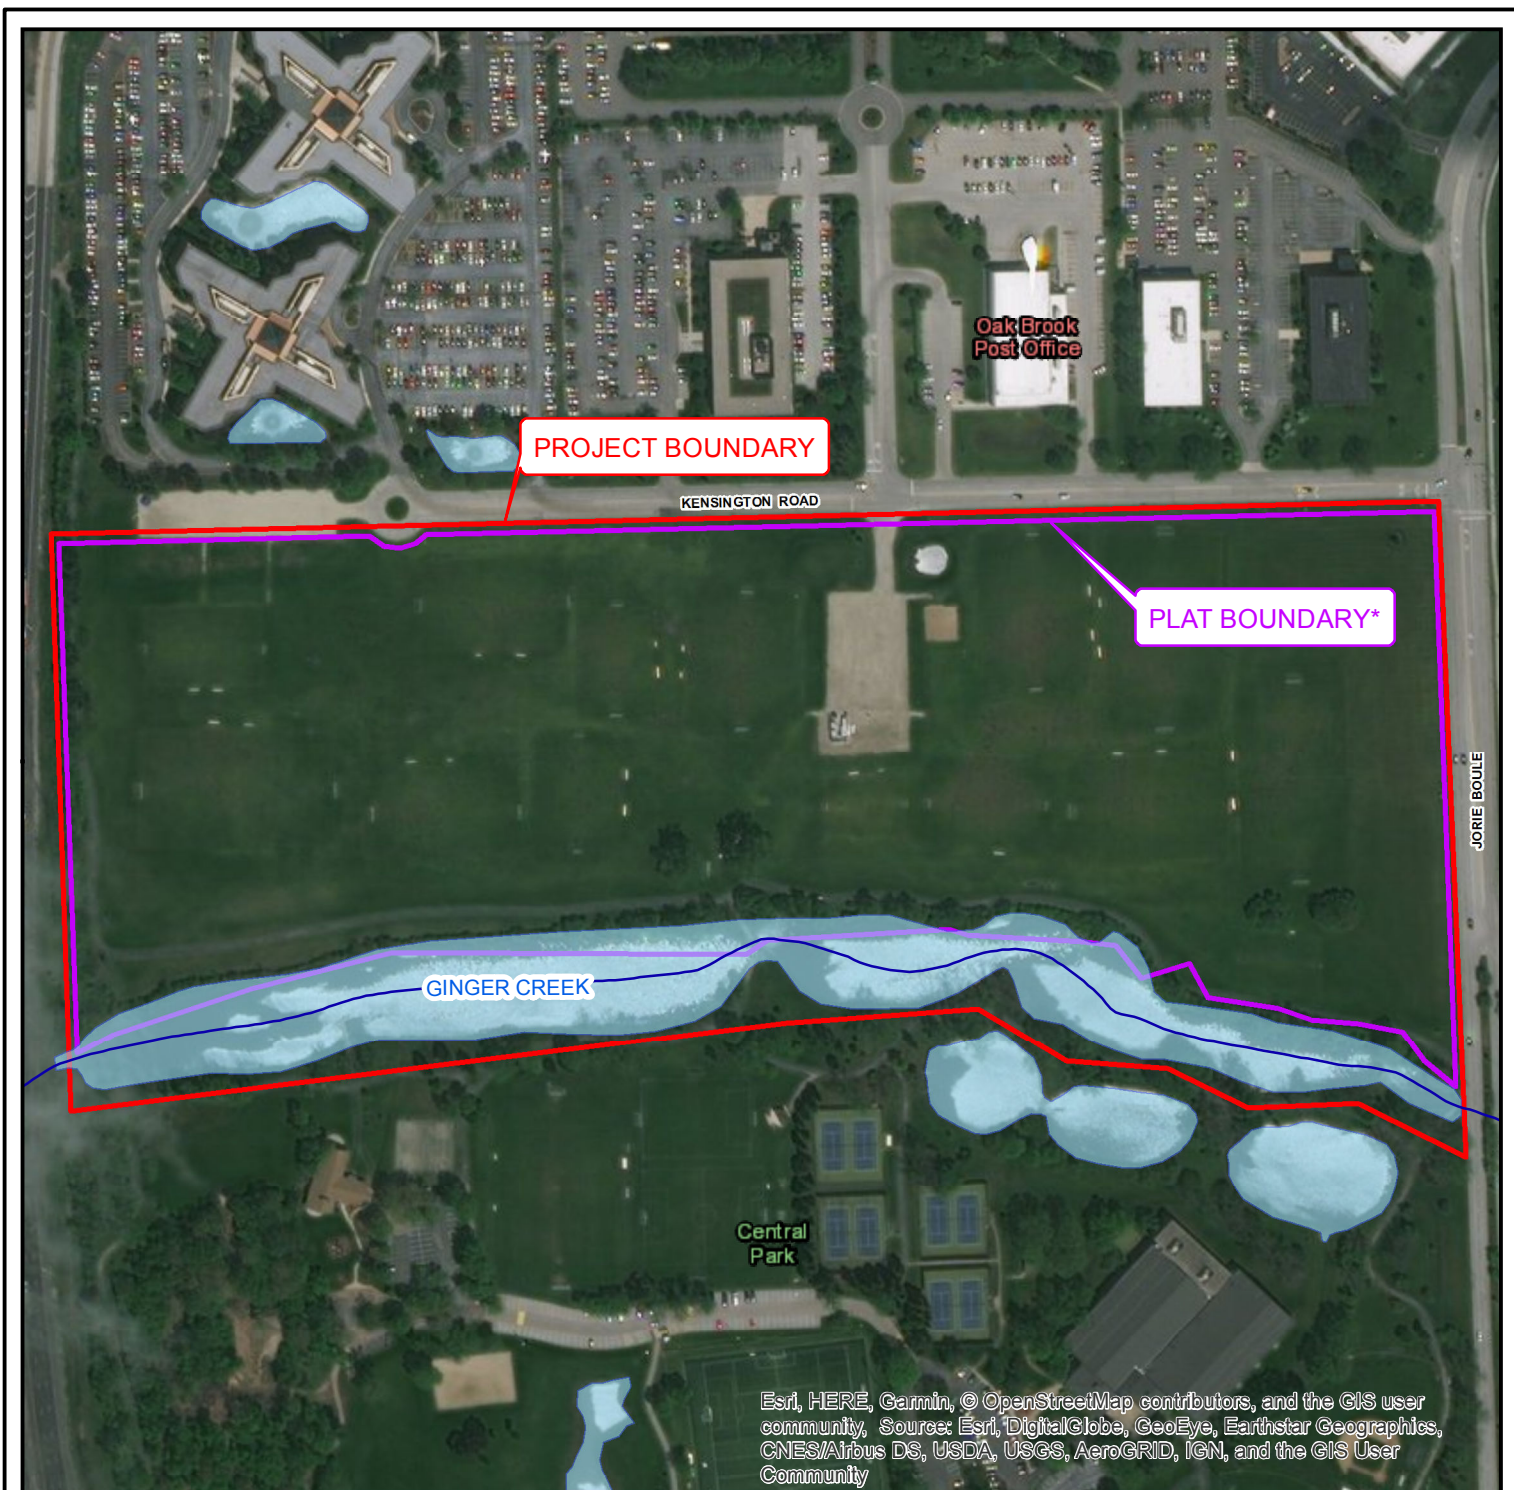 Oak Brook
Post Office
PROJECT BOUNDARY
KENSINGTON ROAD
PLAT BOUNDARY*
JORIE BOULE
GINGER CREEK
Central
Park
Esri, HERE, Garmin, © OpenStreetMap contributors, and the GIS user
community, Source: Esri, DigitalGlobe, GeoEye, Earthstar Geographics,
CNES/Airbus DS, USDA, USGS, AeroGRID, IGN, and the GIS User
Community